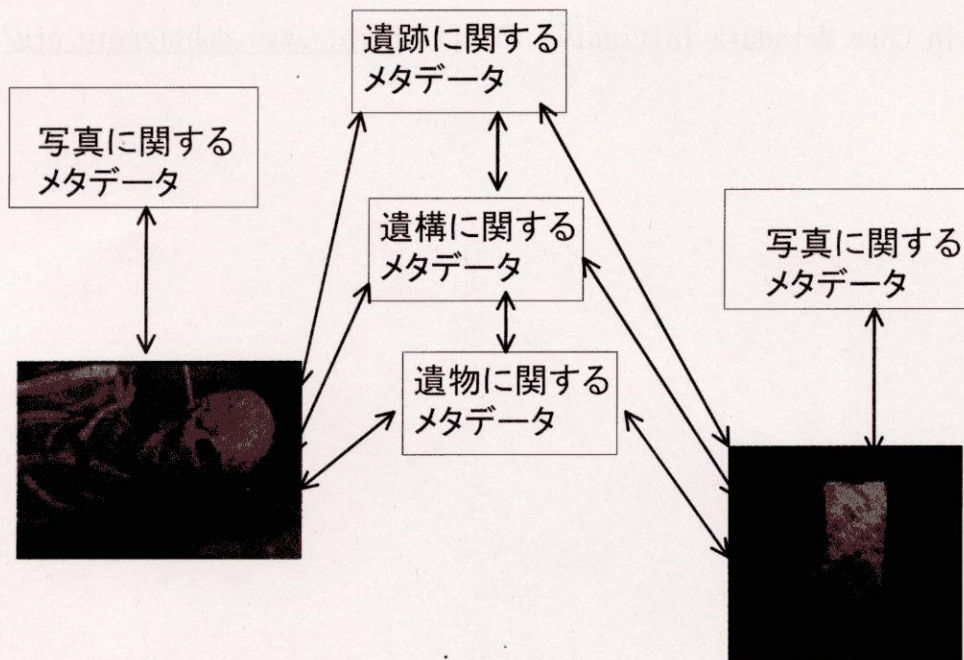 遺跡に関する
メタデータ
写真に関する
メタデータ
遺構に関する
メタデータ
写真に関する
メタデータ
遺物に関する
メタデータ